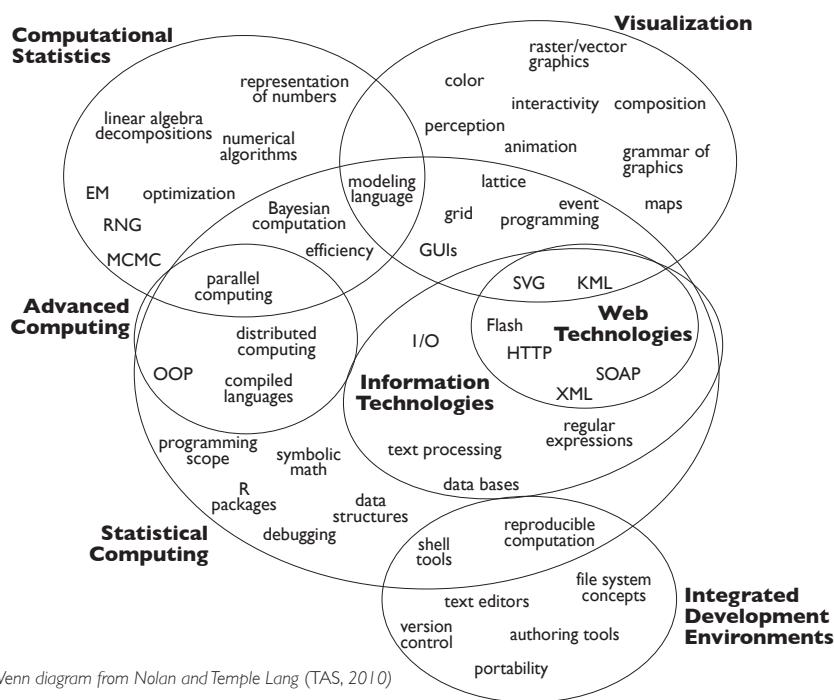 Visualization
Computational
Statistics
raster/vector
graphics
color
representation
of numbers
interactivity
composition
linear algebra
decompositions
perception
numerical
algorithms
animation
grammar of
graphics
modeling
language
lattice
EM
optimization
Bayesian
computation
grid
event
programming
maps
RNG
efficiency
GUIs
MCMC
parallel
computing
SVG
KML
Advanced
Computing
Web
Technologies
Flash
distributed
computing
I/O
HTTP
OOP
compiled
languages
Information
Technologies
SOAP
XML
regular
expressions
programming
scope
symbolic
math
text processing
R
packages
data bases
data
structures
Statistical
Computing
debugging
reproducible
computation
shell
tools
file system
concepts
text editors
Integrated
Development
Environments
version
control
authoring tools
portability
Venn diagram from Nolan and Temple Lang (TAS, 2010)